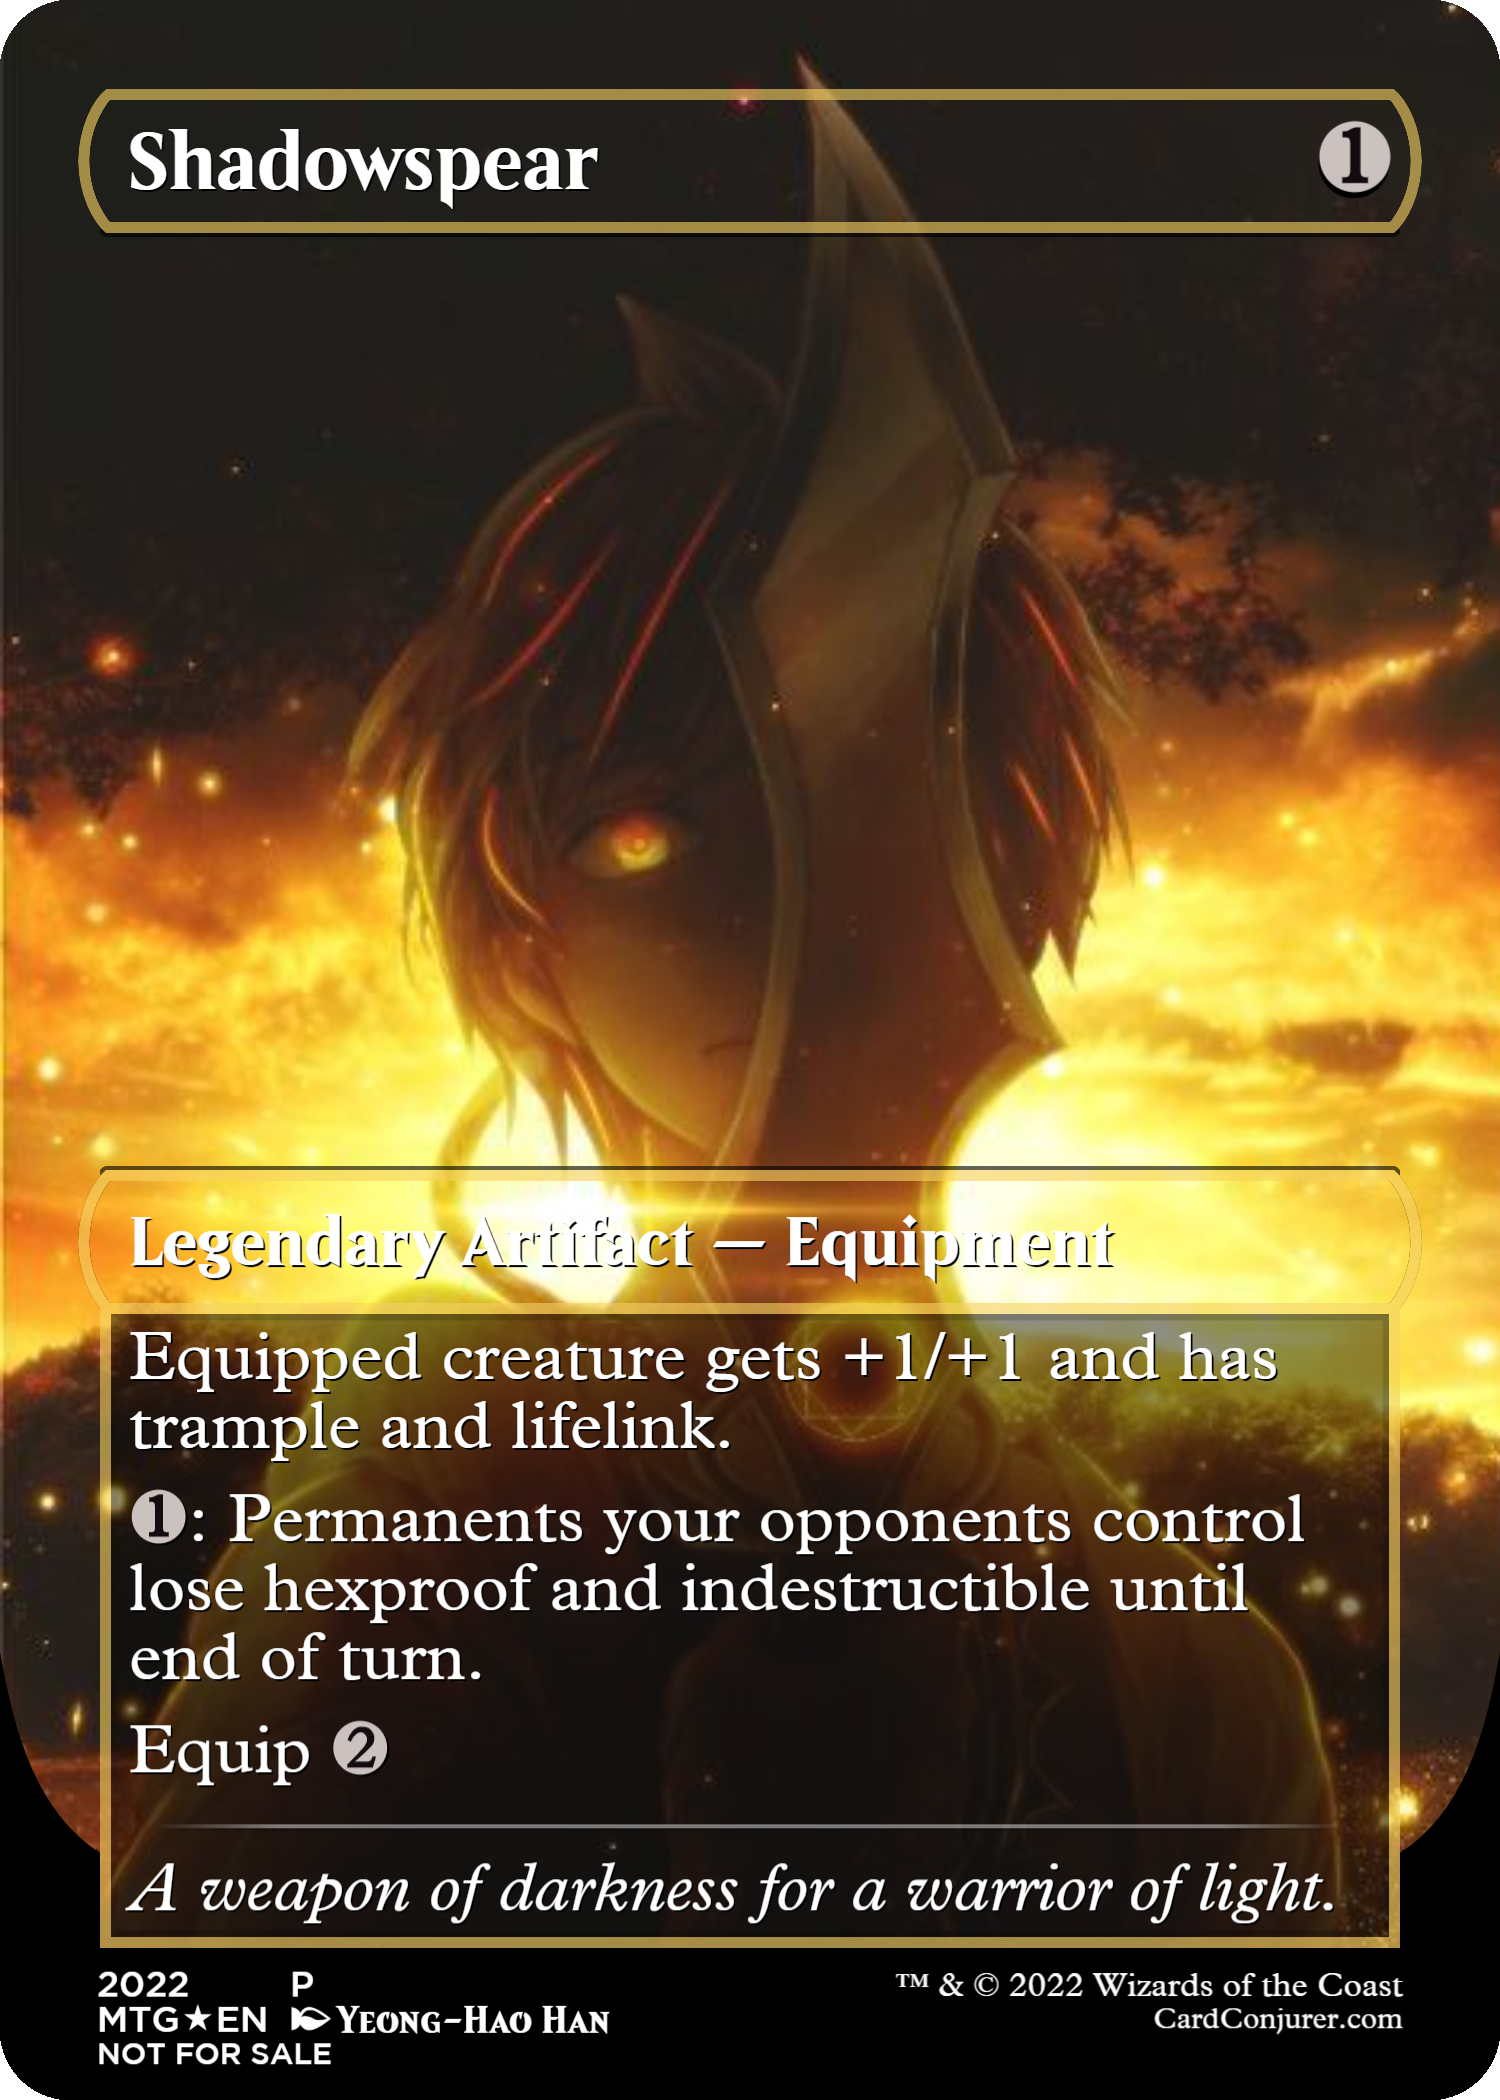 Shadowspear 1
Legendary Artifact — Equipment
Equipped creature gets +1/+1 and has
trample and lifelink.
1: Permanents your opponents control
lose hexproof and indestructible until
end of turn.
Equip 2
A weapon of darkness for a warrior of light.
2022 P
MTG★EN Yeong-Hao Han
NOT FOR SALE
™ & © 2022 Wizards of the Coast
CardConjurer.com